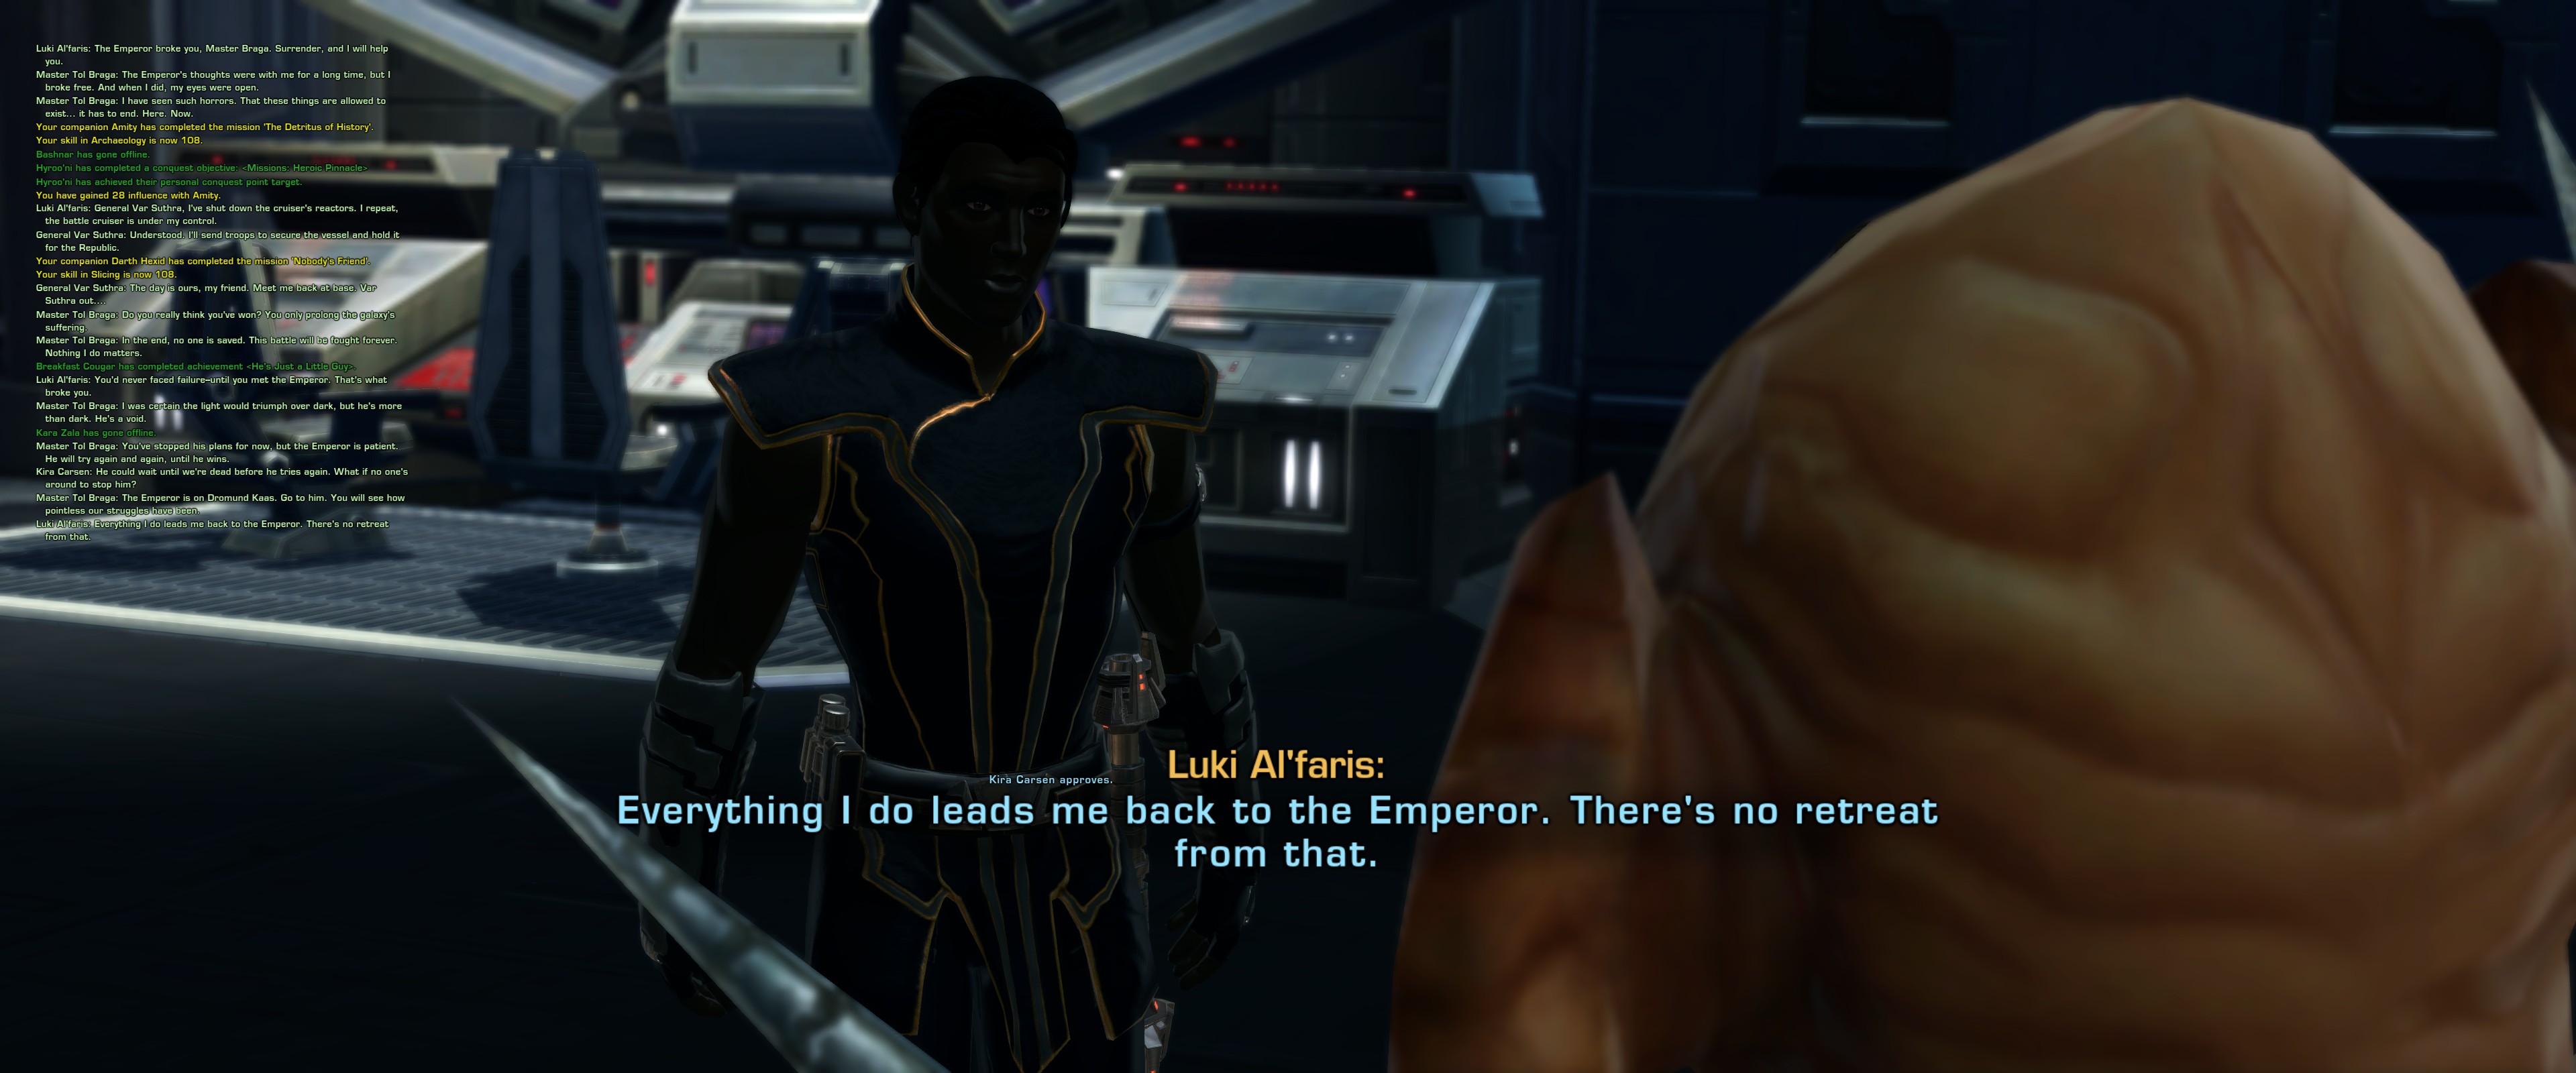 Luki Al'faris: The Emperor broke you, Master Braga. Surrender, and I will help
you.
Master Tol Braga: The Emperor's thoughts were with me for a long time, but I
broke free. And when I did, my eyes were open.
Master Tol Braga: I have seen such horrors. That these things are allowed to
exist... it has to end. Here. Now.
Your companion Amity has completed the mission 'The Detritus of History'.
Your skill in Archaeology is now 108.
Bashnar has gone offline.
Hyroo'ni has completed a conquest objective: <Missions: Heroic Pinnacle>
Hyroo'ni has achieved their personal conquest point target.
You have gained 28 influence with Amity.
Luki Al'faris: General Var Suthra, I've shut down the cruiser's reactors. I repeat,
the battle cruiser is under my control.
General Var Suthra: Understood. I'll send troops to secure the vessel and hold it
for the Republic.
Your companion Darth Hexid has completed the mission 'Nobody's Friend'.
Your skill in Slicing is now 108.
General Var Suthra: The day is ours, my friend. Meet me back at base. Var
Suthra out....
Master Tol Braga: Do you really think you've won? You only prolong the galaxy's
suffering.
Master Tol Braga: In the end, no one is saved. This battle will be fought forever.
Nothing I do matters.
Breakfast Cougar has completed achievement <He's Just a Little Guy>.
Luki Al'faris: You'd never faced failure–until you met the Emperor. That's what
broke you.
Master Tol Braga: I was certain the light would triumph over dark, but he's more
than dark. He's a void.
Kara Zala has gone offline.
Master Tol Braga: You've stopped his plans for now, but the Emperor is patient.
He will try again and again, until he wins.
Kira Carsen: He could wait until we're dead before he tries again. What if no one's
around to stop him?
Master Tol Braga: The Emperor is on Dromund Kaas. Go to him. You will see how
pointless our struggles have been.
Luki Al'faris: Everything I do leads me back to the Emperor. There's no retreat
from that.
Luki Al'faris:
Kira Carsen approves.
Everything I do leads me back to the Emperor. There's no retreat
from that.